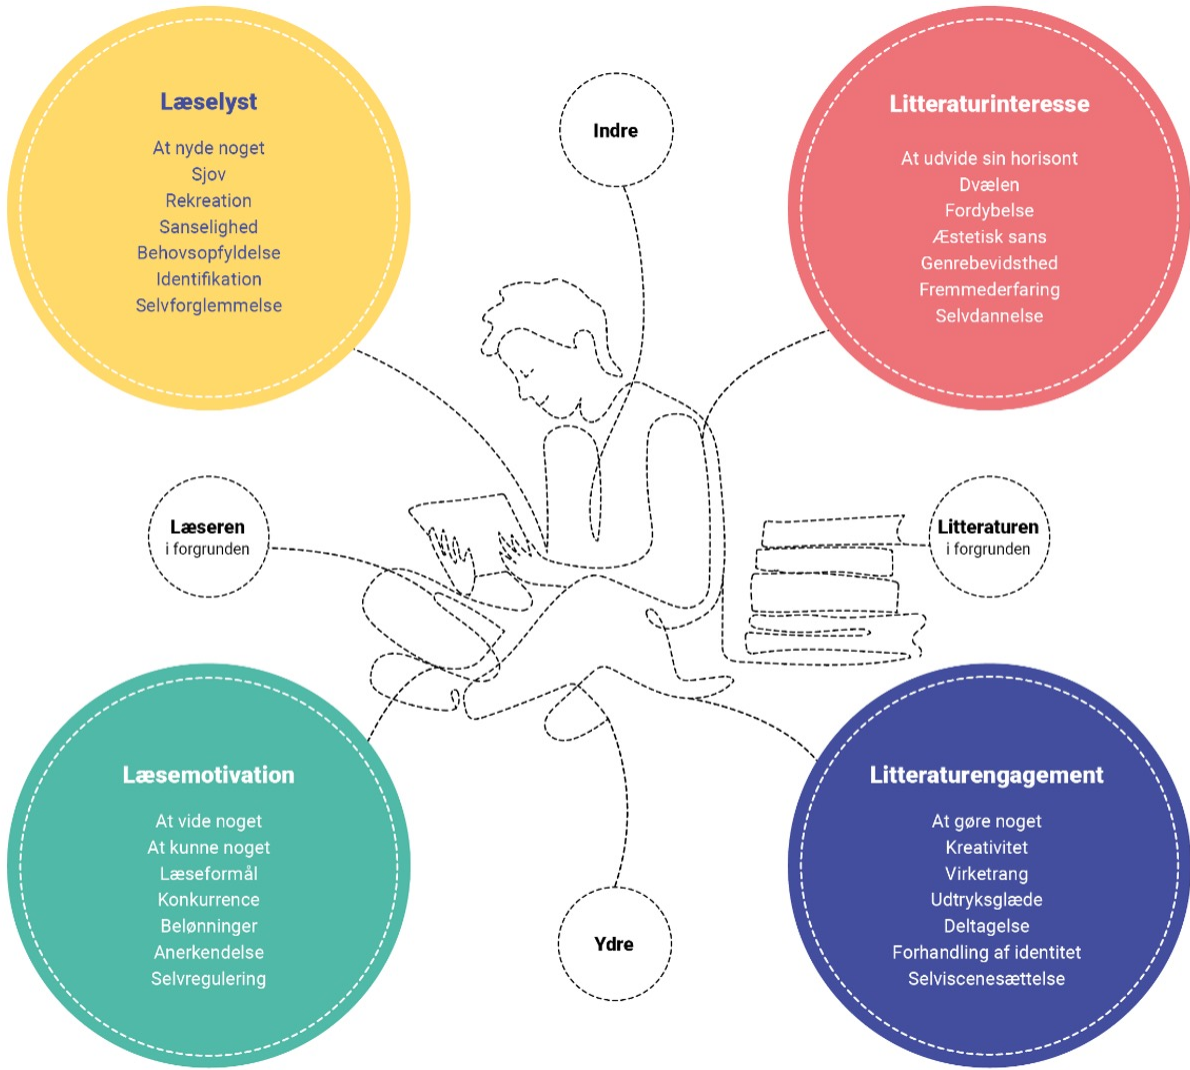 Læselyst
At nyde noget
Sjov
Rekreation
Sanselighed
Behovsopfyldelse
Identifikation
Selvforglemmelse
Indre
Litteraturinteresse
At udvide sin horisont
Dvælen
Fordybelse
Æstetisk sans
Genrebevidsthed
Fremmederfaring
Selvdannelse
Læseren
i forgrunden
Litteraturen
i forgrunden
Læsemotivation
At vide noget
At kunne noget
Læseformål
Konkurrence
Belønninger
Anerkendelse
Selvregulering
Ydre
Litteraturengagement
At gøre noget
Kreativitet
Virketrang
Udtryksglæde
Deltagelse
Forhandling af identitet
Selviscenesættelse